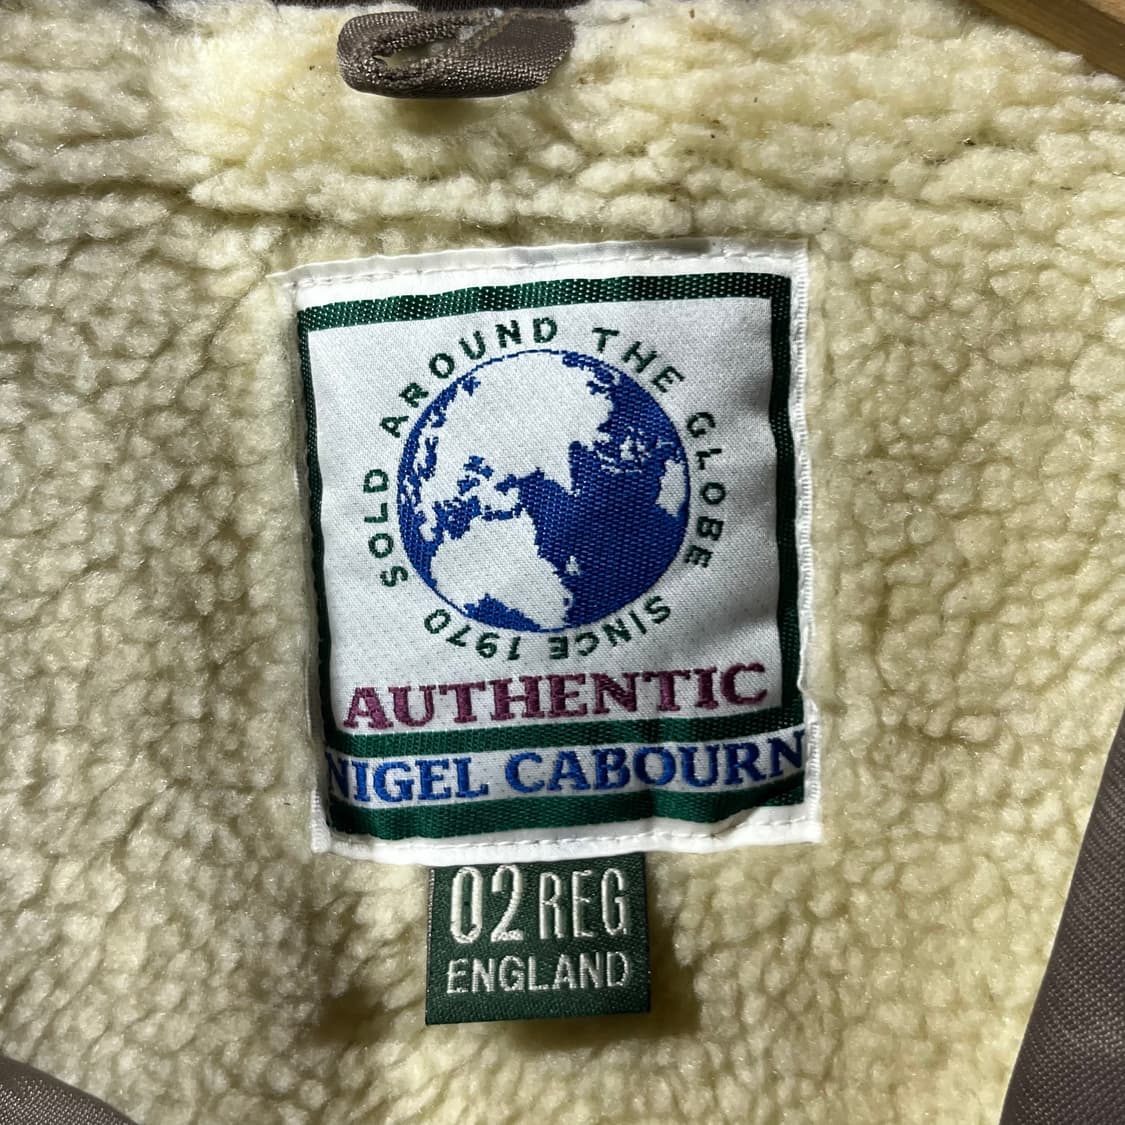 SOLD AROUND THE GLOBE
SINCE 1970
AUTHENTIC
NIGEL CABOURN
02 REG
ENGLAND